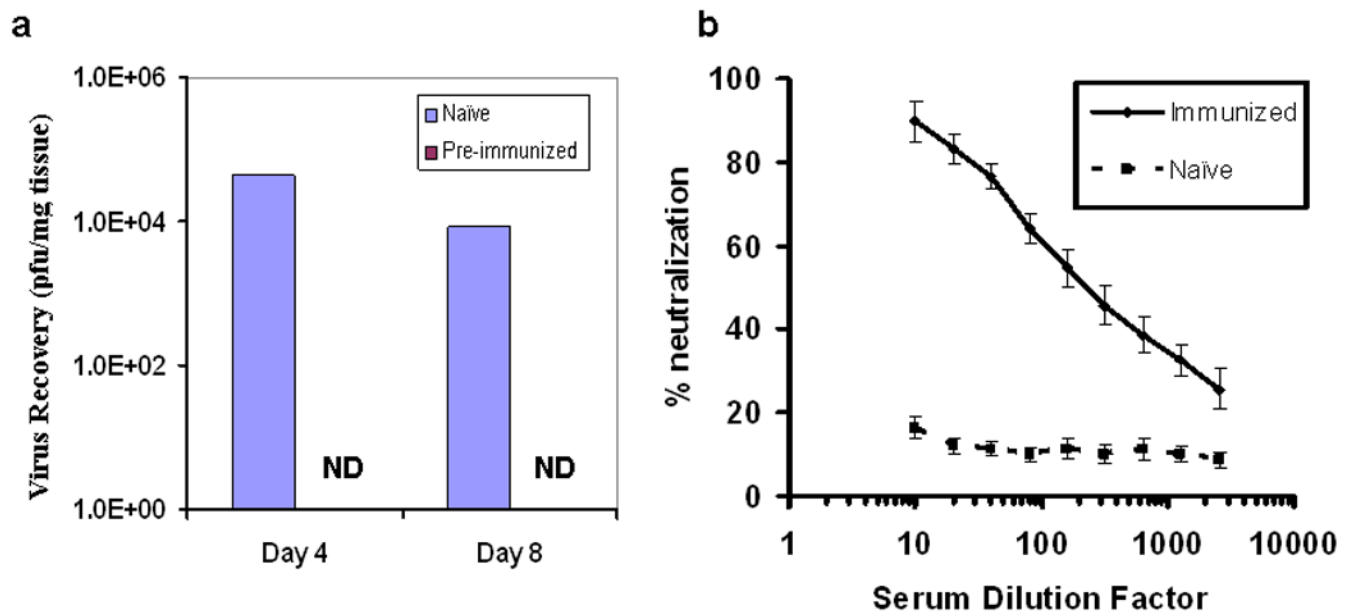 a
Virus Recovery (pfu/mg tissue)
1.0E+06
1.0E+04
1.0E+02
1.0E+00
Naïve
Pre-immunized
ND
ND
Day 4
Day 8
b
% neutralization
100
80
60
40
20
0
Immunized
Naïve
1
10
100
1000
10000
Serum Dilution Factor